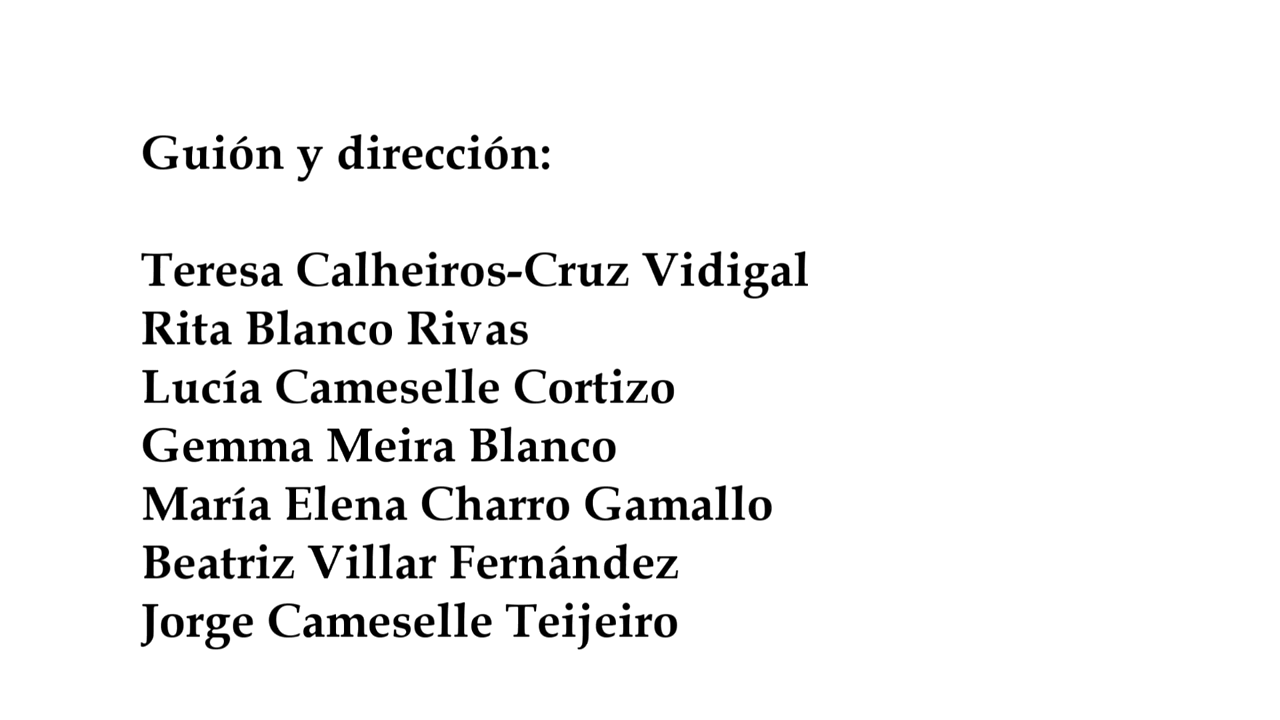 Guión y dirección:
Teresa Calheiros-Cruz Vidigal
Rita Blanco Rivas
Lucía Cameselle Cortizo
Gemma Meira Blanco
María Elena Charro Gamallo
Beatriz Villar Fernández
Jorge Cameselle Teijeiro